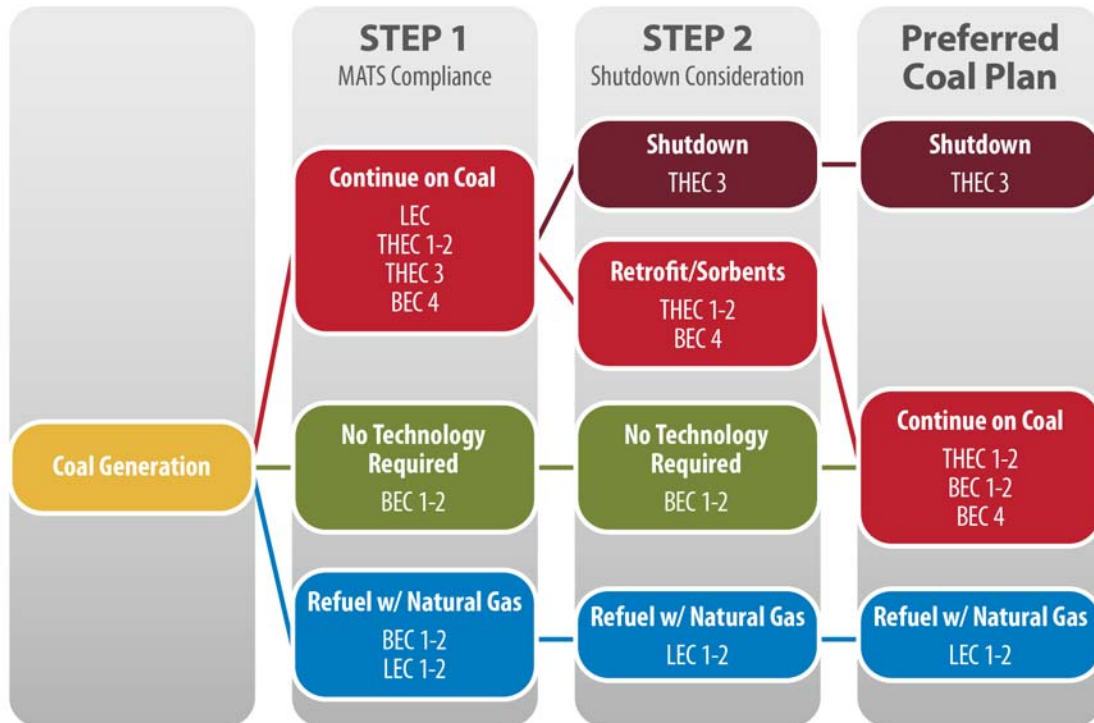 STEP 1
MATS Compliance
STEP 2
Shutdown Consideration
Preferred
Coal Plan
Coal Generation
Continue on Coal
LEC
THEC 1-2
THEC 3
BEC 4
No Technology
Required
BEC 1-2
Refuel w/ Natural Gas
BEC 1-2
LEC 1-2
Shutdown
THEC 3
Retrofit/Sorbents
THEC 1-2
BEC 4
No Technology
Required
BEC 1-2
Refuel w/ Natural Gas
LEC 1-2
Shutdown
THEC 3
Continue on Coal
THEC 1-2
BEC 1-2
BEC 4
Refuel w/ Natural Gas
LEC 1-2